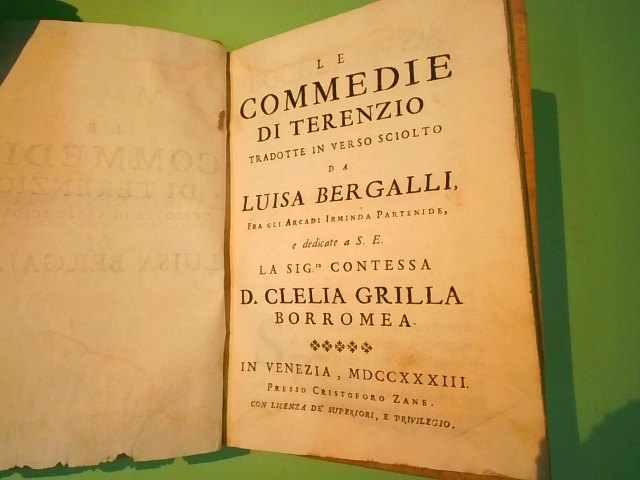 LE
COMMEDIE
DI TERENZIO
TRADOTTE IN VERSO SCIOLTO
DA
LUISA BERGALLI,
FRA GLI ARCADI IRMINDA PARTENIDE,
e dedicate a S. E.
LA SIG.ra CONTESSA
D. CLELIA GRILLA
BORROMEA.
IN VENEZIA, MDCCXXXIII.
PRESSO CRISTOFORO ZANE.
CON LICENZA DE' SUPERIORI, E PRIVILEGIO.